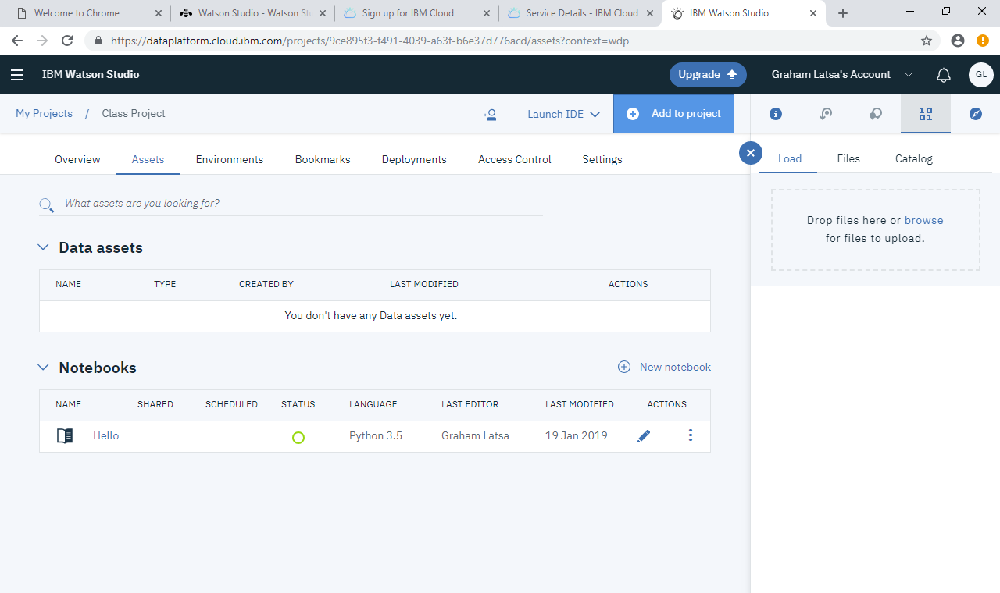 Welcome to Chrome
Watson Studio - Watson Stu
Sign up for IBM Cloud
Service Details - IBM Cloud
IBM Watson Studio
https://dataplatform.cloud.ibm.com/projects/9ce895f3-f491-4039-a63f-b6e37d776acd/assets?context=wdp
IBM Watson Studio
Upgrade
Graham Latsa's Account
GL
My Projects / Class Project
Launch IDE
Add to project
Overview
Assets
Environments
Bookmarks
Deployments
Access Control
Settings
Load
Files
Catalog
Drop files here or browse
for files to upload.
What assets are you looking for?
Data assets
NAME TYPE CREATED BY LAST MODIFIED ACTIONS
You don't have any Data assets yet.
Notebooks
New notebook
NAME SHARED SCHEDULED STATUS LANGUAGE LAST EDITOR LAST MODIFIED ACTIONS
Hello Python 3.5 Graham Latsa 19 Jan 2019